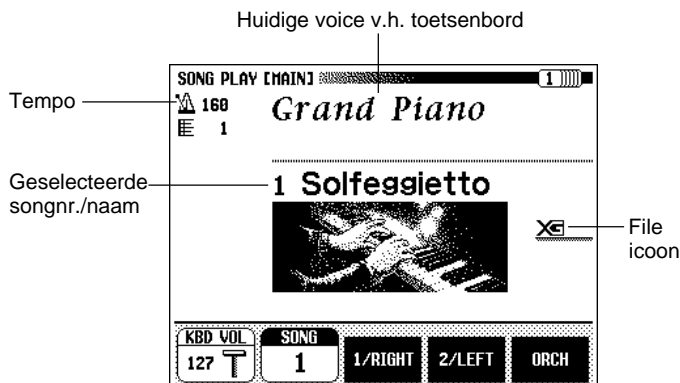 Huidige voice v.h. toetsenbord
SONG PLAY [MAIN]
1
Tempo
160
Grand Piano
1
Geselecteerde
songnr./naam
1 Solfeggietto
XG
File
icoon
KBD VOL
127
SONG
1
1/RIGHT
2/LEFT
ORCH